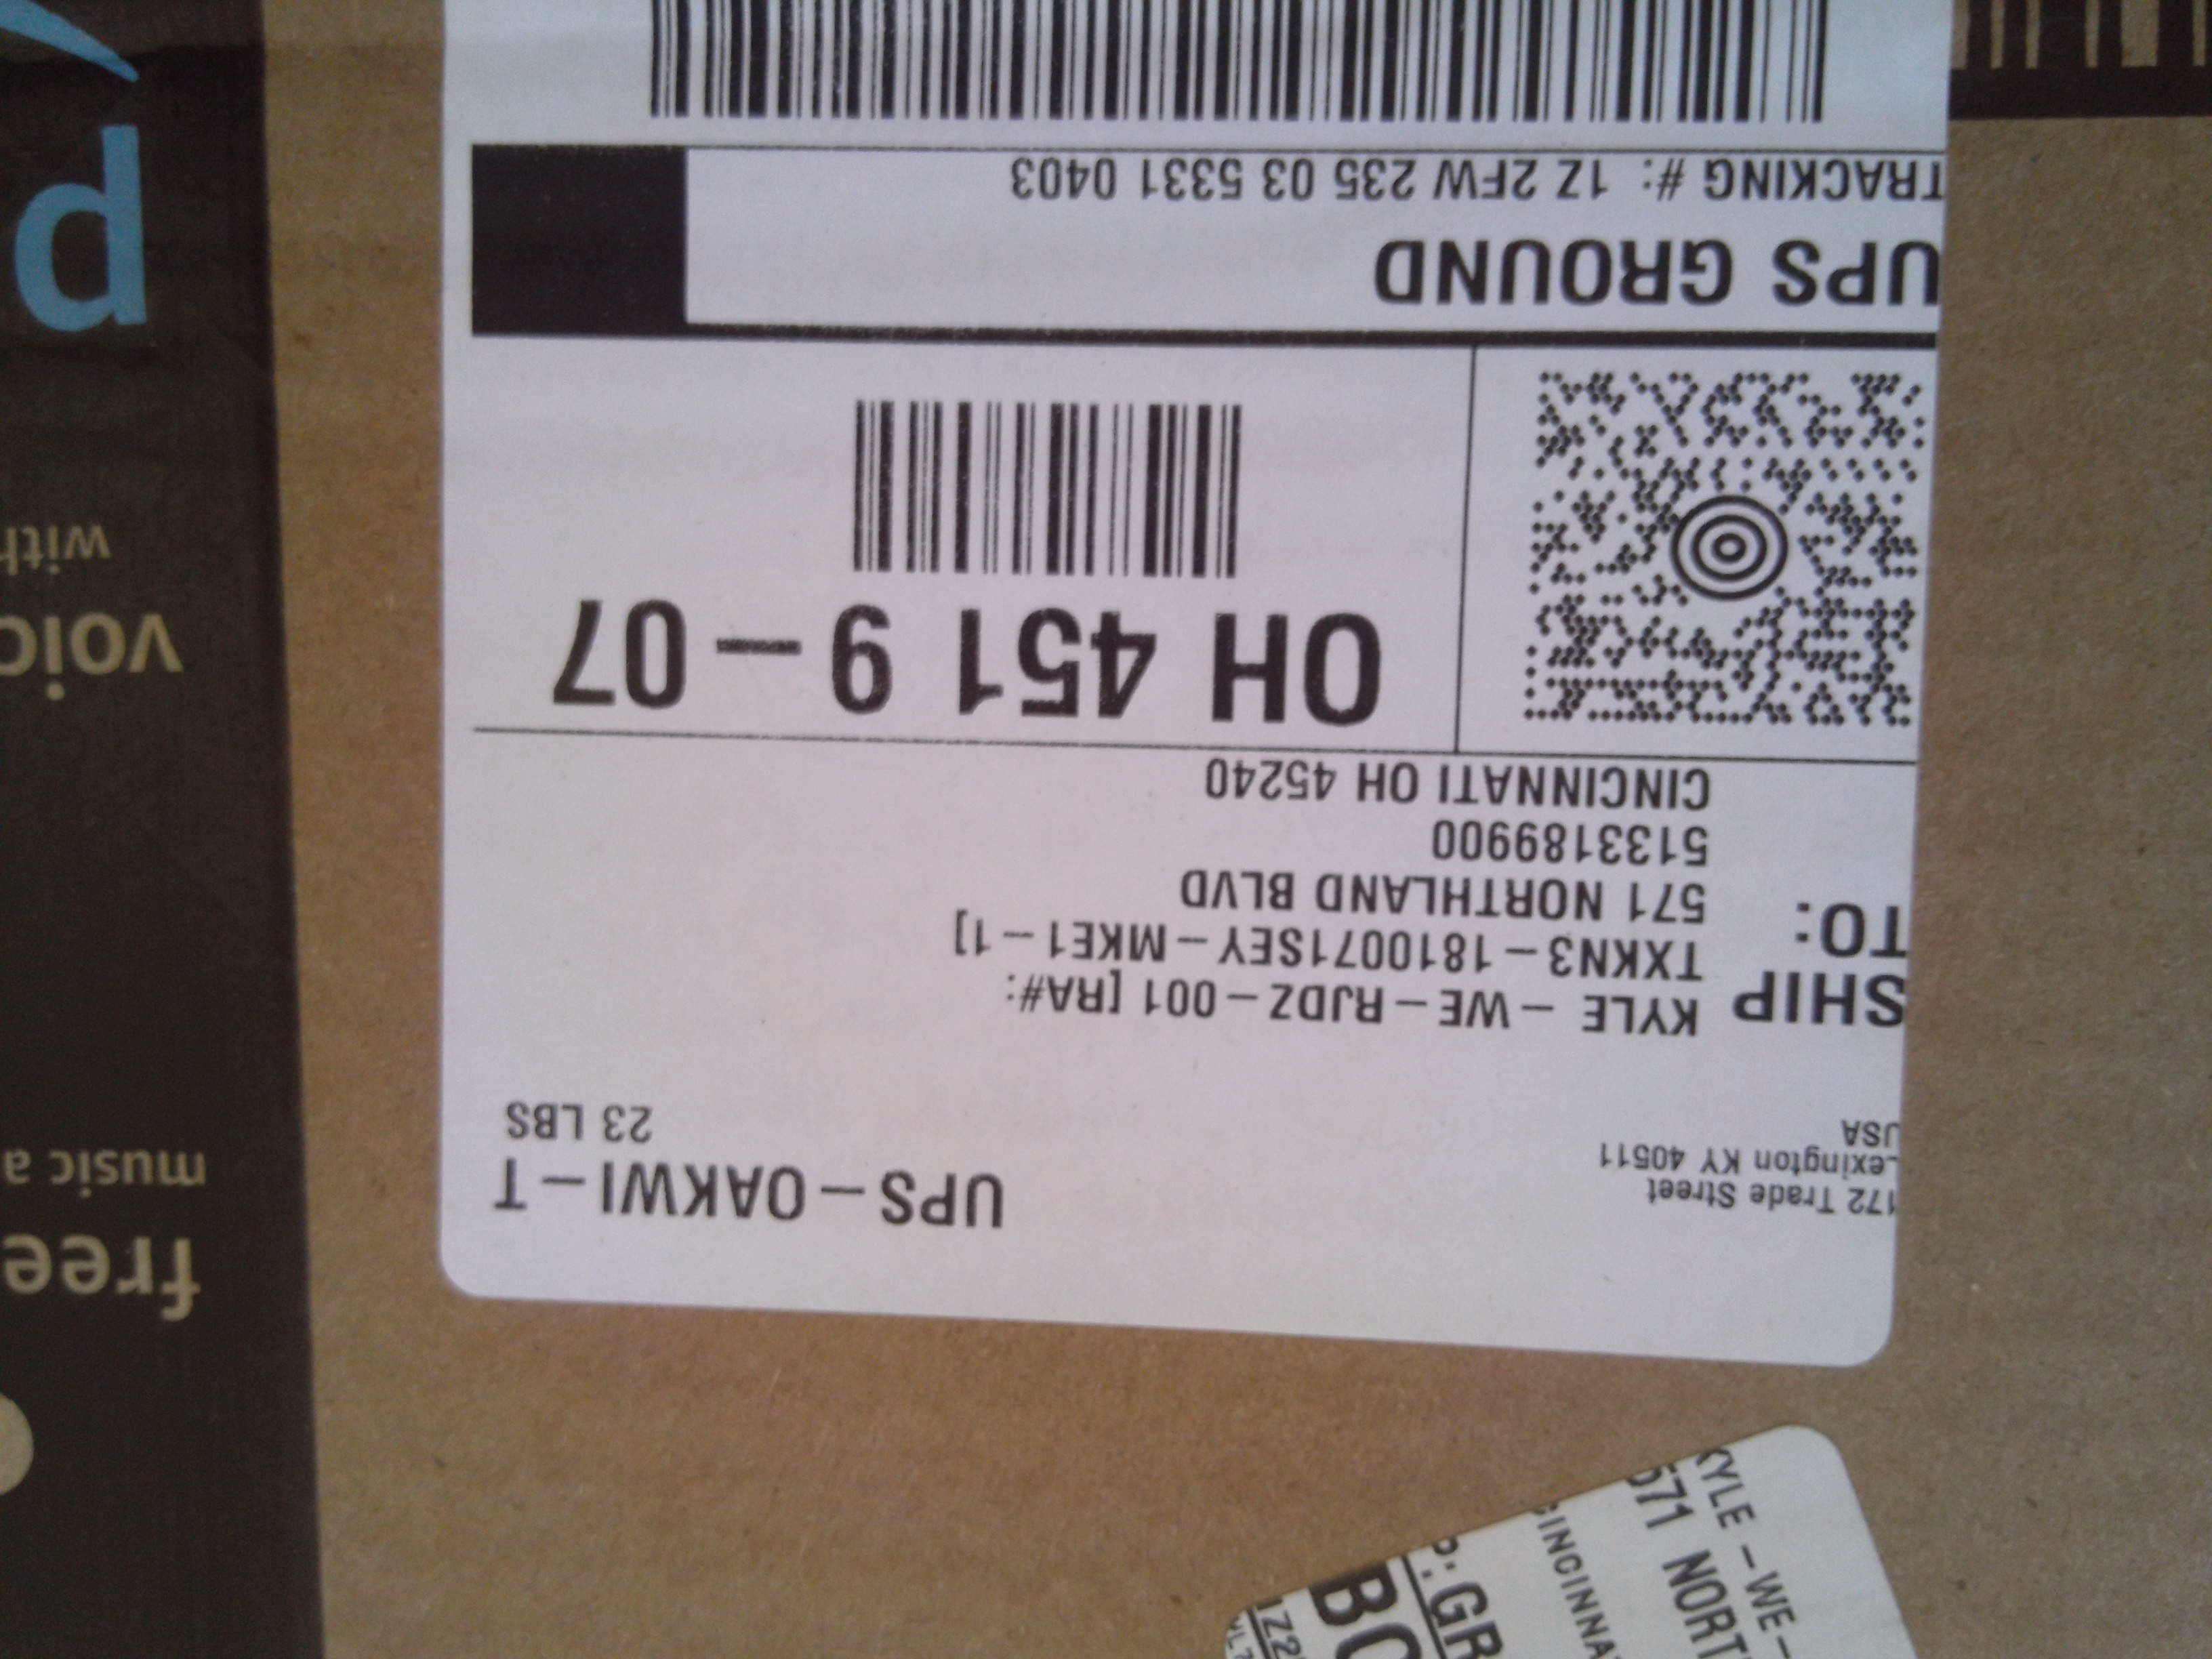 172 Trade Street
Lexington KY 40511
USA
UPS-OAKWI-T
23 LBS
SHIP TO:
KYLE -WE-RJDZ-001 [RA#:
TXKN3-1810071SEY-MKE1-1]
571 NORTHLAND BLVD
5133189900
CINCINNATI OH 45240
OH 451 9-07
UPS GROUND
TRACKING #: 1Z 2FW 235 03 5331 0403
free
music a
voic
with
p
KYLE -WE-
571 NORT
CINCINNA
P: GR
BO
1Z2